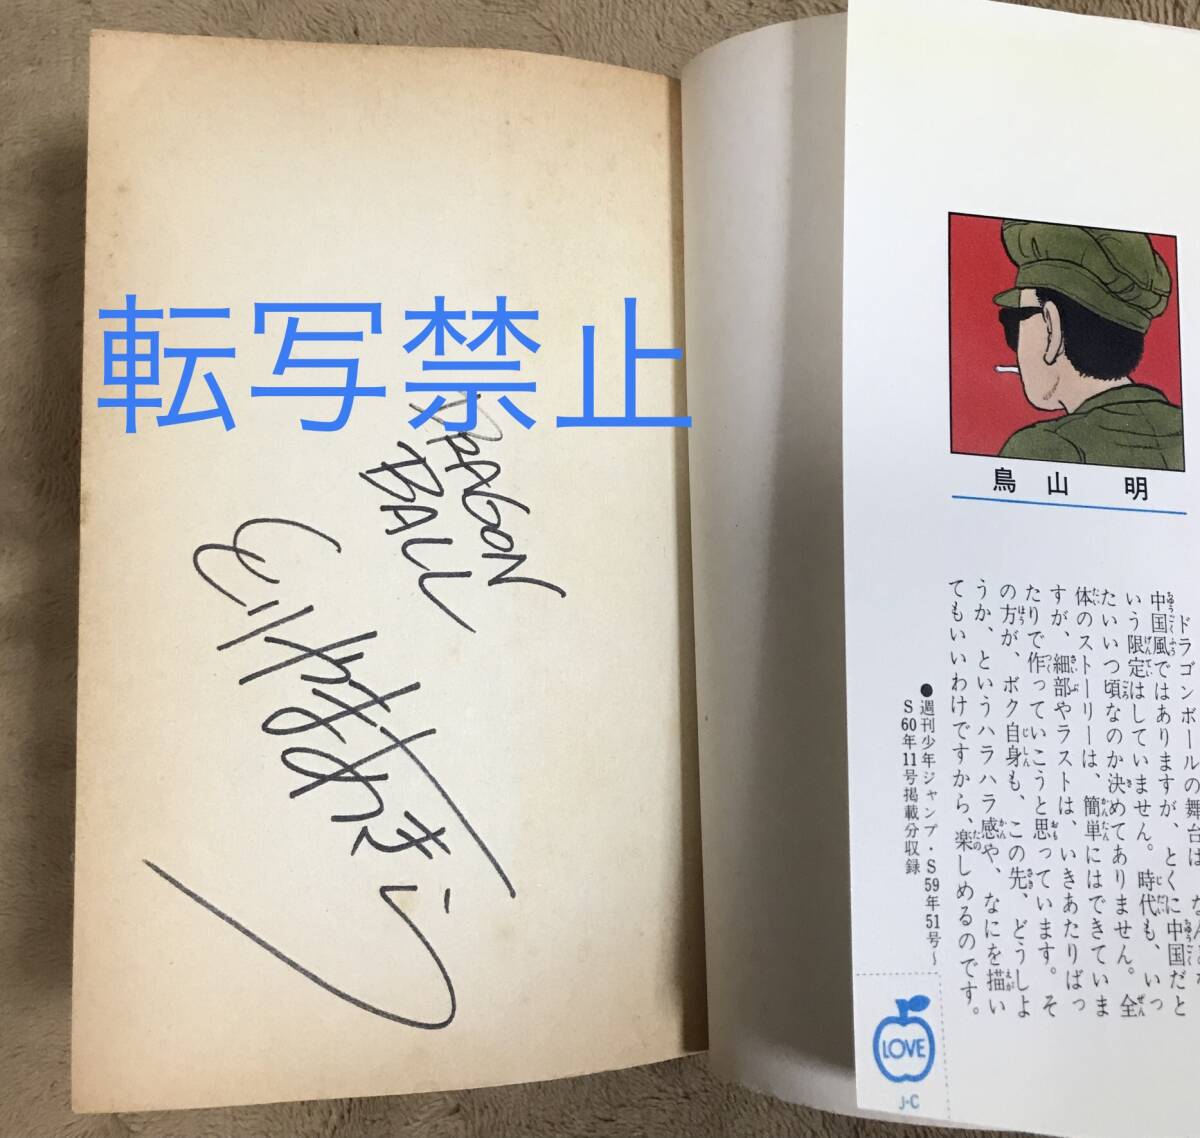 転写禁止
DRAGON
BALL
とりやまあきら
鳥山 明
ドラゴンボールの舞台は、なんとな
中国風ではありますが、とくに中国だと
いう限定はしていません。時代も、いっ
たいいつ頃なのか決めてありません。全
体のストーリーは、簡単にはできていま
すが、細部やラストは、いきあたりばっ
たりで作っていこうと思っています。そ
の方が、ボク自身も、この先、どうしよ
うか、というハラハラ感や、なにを描い
てもいいわけですから、楽しめるのです。
●週刊少年ジャンプ・S59年51号〜
S60年11号掲載分収録
LOVE
J-C